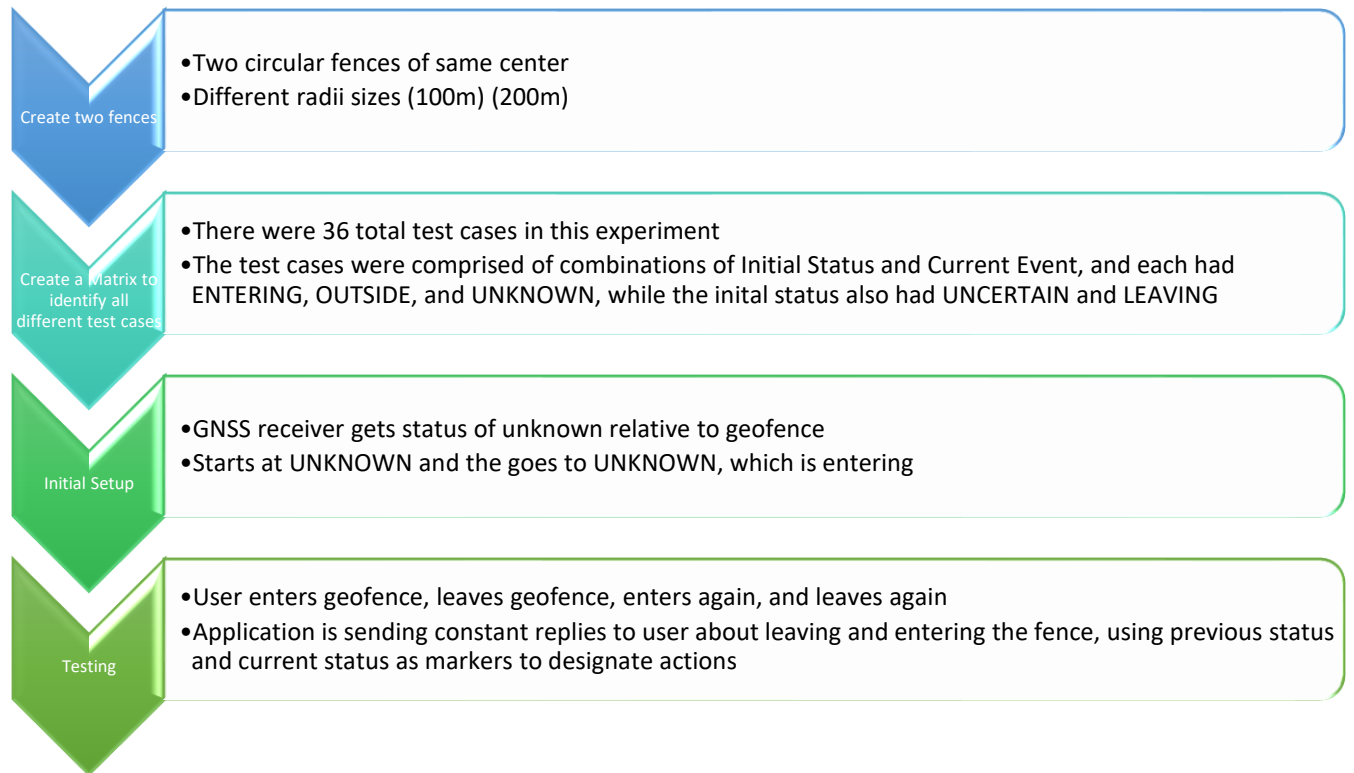 Create two fences
•Two circular fences of same center
•Different radii sizes (100m) (200m)
Create a Matrix to
identify all
different test cases
•There were 36 total test cases in this experiment
•The test cases were comprised of combinations of Initial Status and Current Event, and each had
ENTERING, OUTSIDE, and UNKNOWN, while the inital status also had UNCERTAIN and LEAVING
Initial Setup
•GNSS receiver gets status of unknown relative to geofence
•Starts at UNKNOWN and the goes to UNKNOWN, which is entering
Testing
•User enters geofence, leaves geofence, enters again, and leaves again
•Application is sending constant replies to user about leaving and entering the fence, using previous status
and current status as markers to designate actions